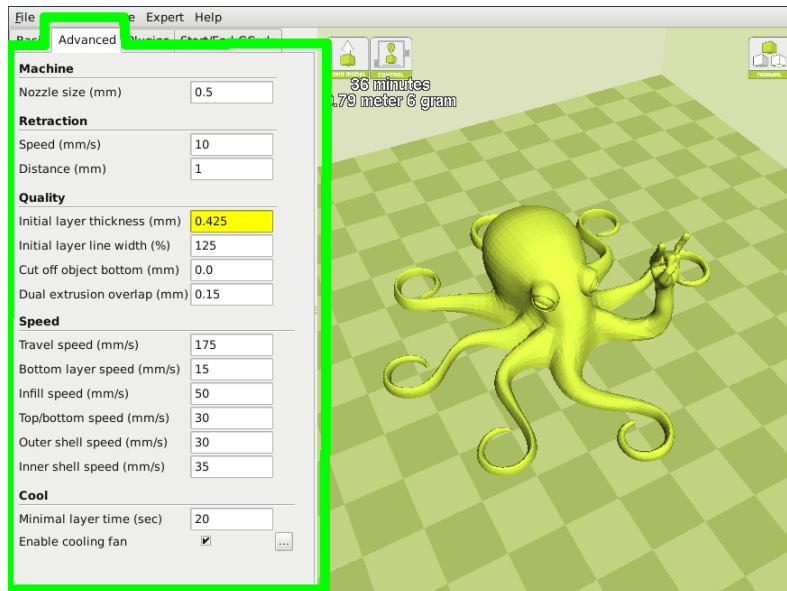 File e Expert Help
Advanced
Machine
Nozzle size (mm) 0.5
Retraction
Speed (mm/s) 10
Distance (mm) 1
Quality
Initial layer thickness (mm) 0.425
Initial layer line width (%) 125
Cut off object bottom (mm) 0.0
Dual extrusion overlap (mm) 0.15
Speed
Travel speed (mm/s) 175
Bottom layer speed (mm/s) 15
Infill speed (mm/s) 50
Top/bottom speed (mm/s) 30
Outer shell speed (mm/s) 30
Inner shell speed (mm/s) 35
Cool
Minimal layer time (sec) 20
Enable cooling fan ...
CONTROL
36 minutes
.79 meter 6 gram
NORMAL